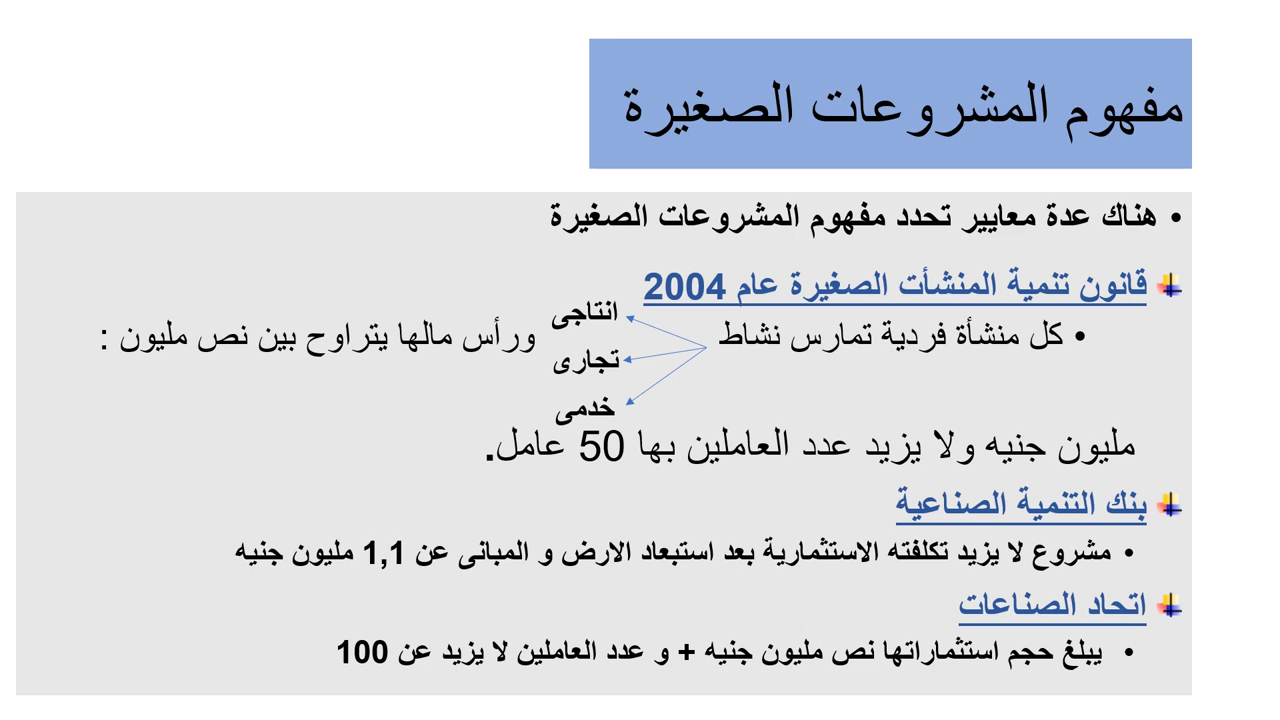 مفهوم المشروعات الصغيرة
• هناك عدة معايير تحدد مفهوم المشروعات الصغيرة
قانون تنمية المنشأت الصغيرة عام 2004
• كل منشأة فردية تمارس نشاط
انتاجى
تجارى
خدمى
ورأس مالها يتراوح بين نص مليون :
مليون جنيه ولا يزيد عدد العاملين بها 50 عامل.
بنك التنمية الصناعية
• مشروع لا يزيد تكلفته الاستثمارية بعد استبعاد الارض و المبانى عن 1,1 مليون جنيه
اتحاد الصناعات
• يبلغ حجم استثماراتها نص مليون جنيه + و عدد العاملين لا يزيد عن 100